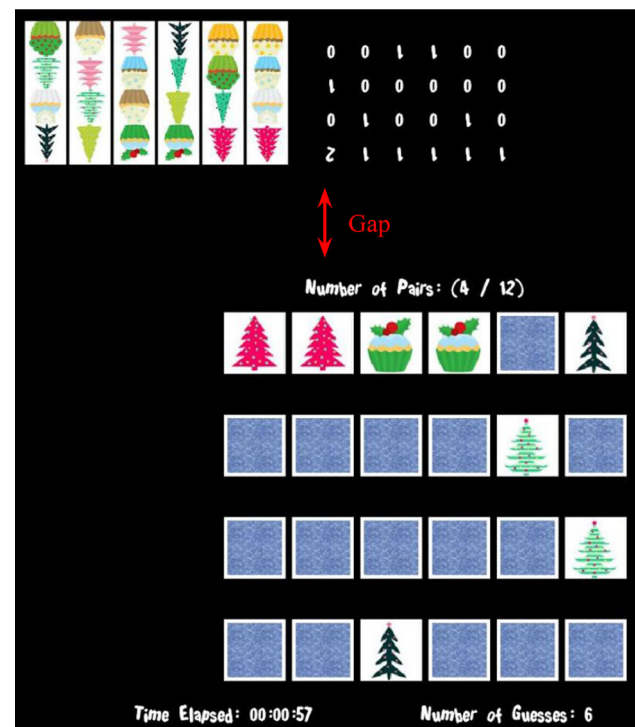 1 1 1 1 1 2
0 1 0 0 1 0
0 0 0 0 0 1
0 0 1 1 0 0
Gap
Number of Pairs: (4 / 12)
Time Elapsed: 00:00:57
Number of Guesses: 6